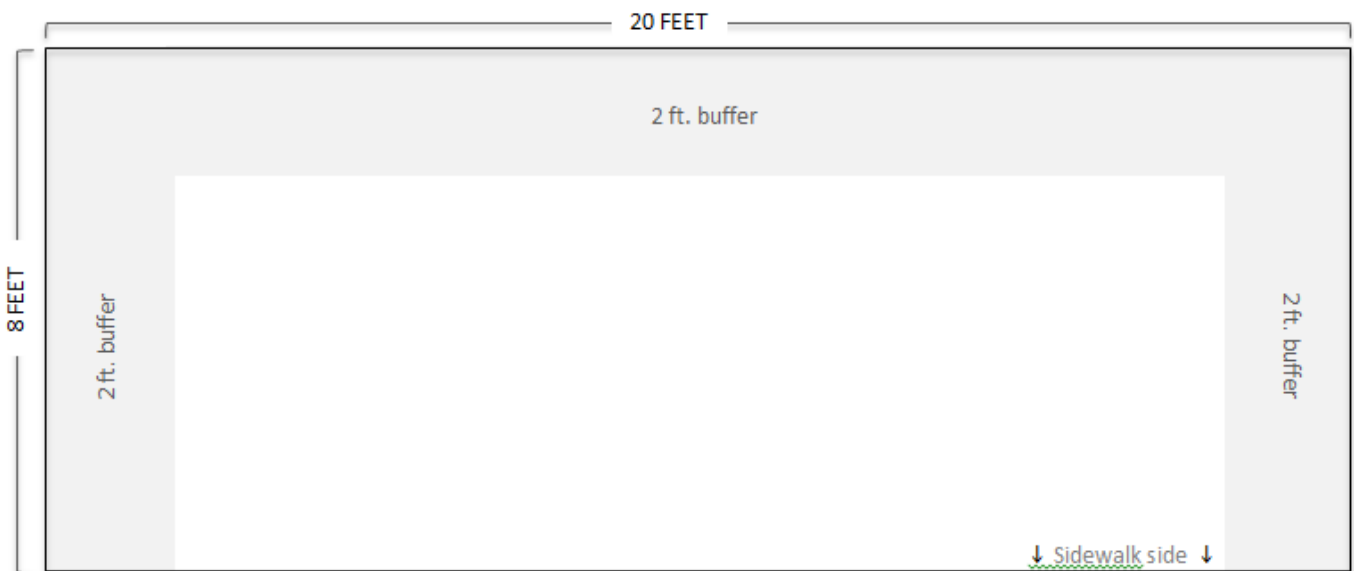 20 FEET
2 ft. buffer
8 FEET
2 ft. buffer
2 ft. buffer
↓ Sidewalk side ↓